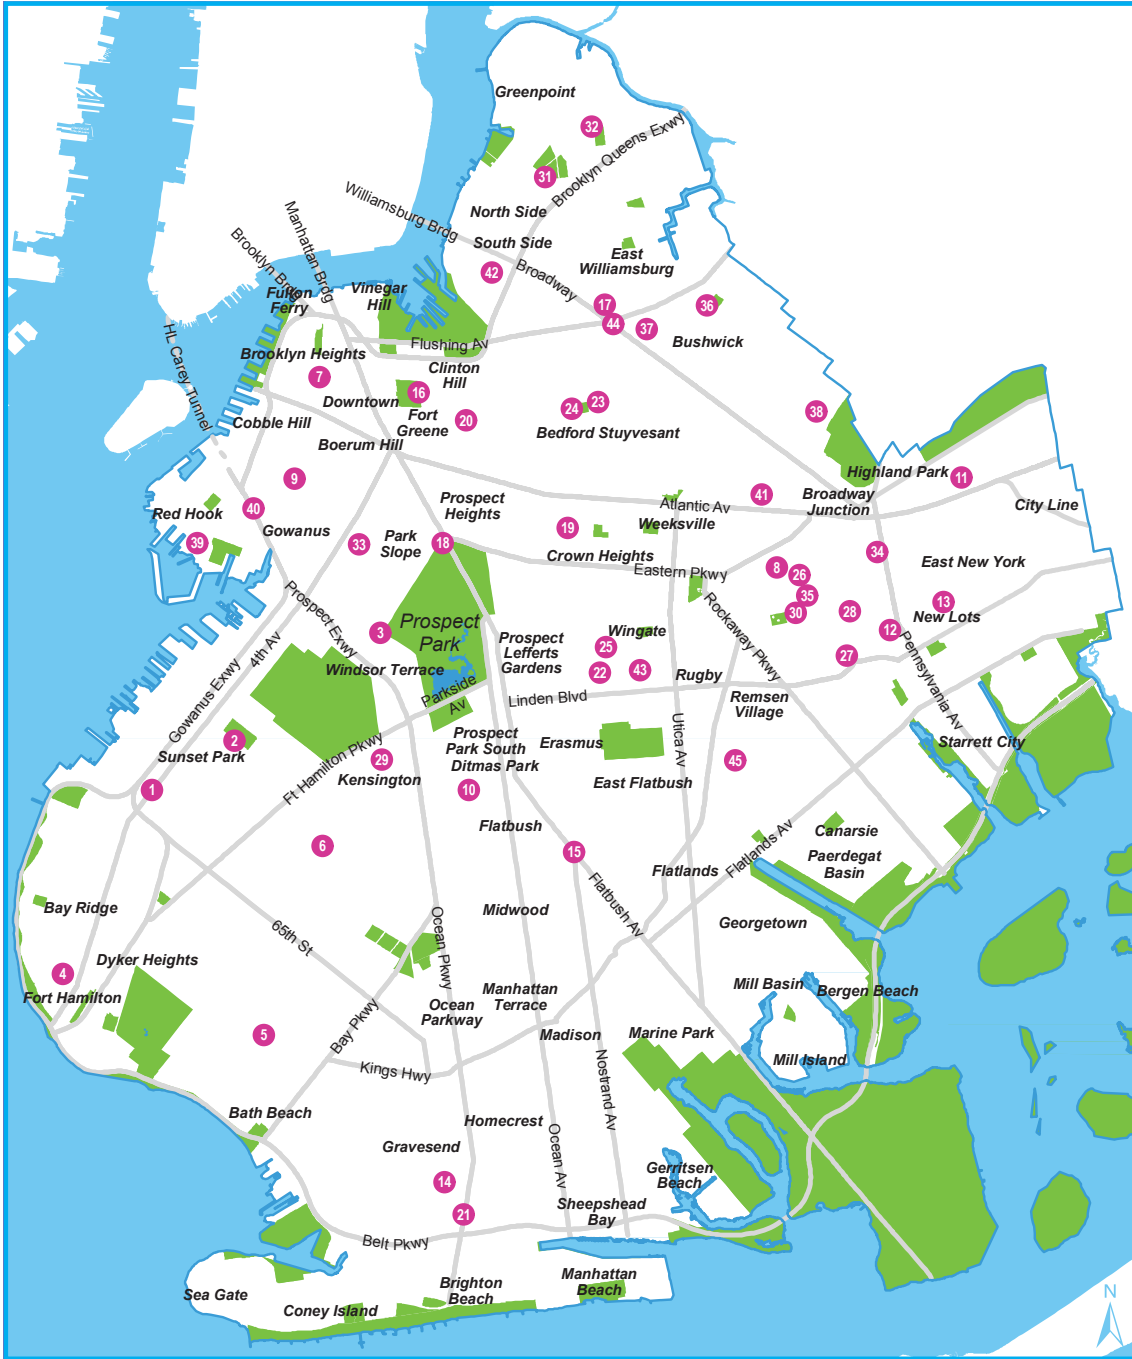 Greenpoint
32
Brooklyn Queens Exwy
31
Williamsburg Brdg
North Side
Manhattan Brdg
South Side
Brooklyn Brdg
East
Williamsburg
42
Broadway
Vinegar
Hill
Fulton
Ferry
17
36
44
37
HL Carey Tunnel
Flushing Av
Bushwick
Brooklyn Heights
Clinton
Hill
7
16
Downtown
24
23
38
Fort
Greene
20
Cobble Hill
Boerum Hill
Bedford Stuyvesant
Highland Park
11
9
41
Broadway
Junction
Prospect
Heights
Atlantic Av
City Line
40
Red Hook
Gowanus
19
Weeksville
39
33
Park
Slope
18
Crown Heights
34
East New York
Eastern Pkwy
8
26
35
Prospect Exwy
Rockaway Pkwy
30
28
13
New Lots
Prospect
Park
3
4th Av
Wingate
12
Pennsylvania Av
Prospect
Lefferts
Gardens
25
27
Windsor Terrace
22
43
Rugby
Gowanus Exwy
Parkside
Av
Linden Blvd
Remsen
Village
Utica Av
2
Sunset Park
Ft Hamilton Pkwy
Prospect
Park South
Ditmas Park
Erasmus
Starrett City
29
Kensington
45
East Flatbush
1
10
Flatbush
Canarsie
6
15
Flatlands Av
Paerdegat
Basin
Flatlands
Flatbush Av
Bay Ridge
65th St
Ocean Pkwy
Midwood
Georgetown
Dyker Heights
4
Fort Hamilton
Mill Basin
Bergen Beach
Manhattan
Terrace
Ocean
Parkway
Bay Pkwy
5
Madison
Marine Park
Mill Island
Kings Hwy
Nostrand Av
Bath Beach
Homecrest
Gravesend
Ocean Av
14
Gerritsen
Beach
21
Sheepshead
Bay
Belt Pkwy
Sea Gate
Brighton
Beach
Manhattan
Beach
Coney Island
N